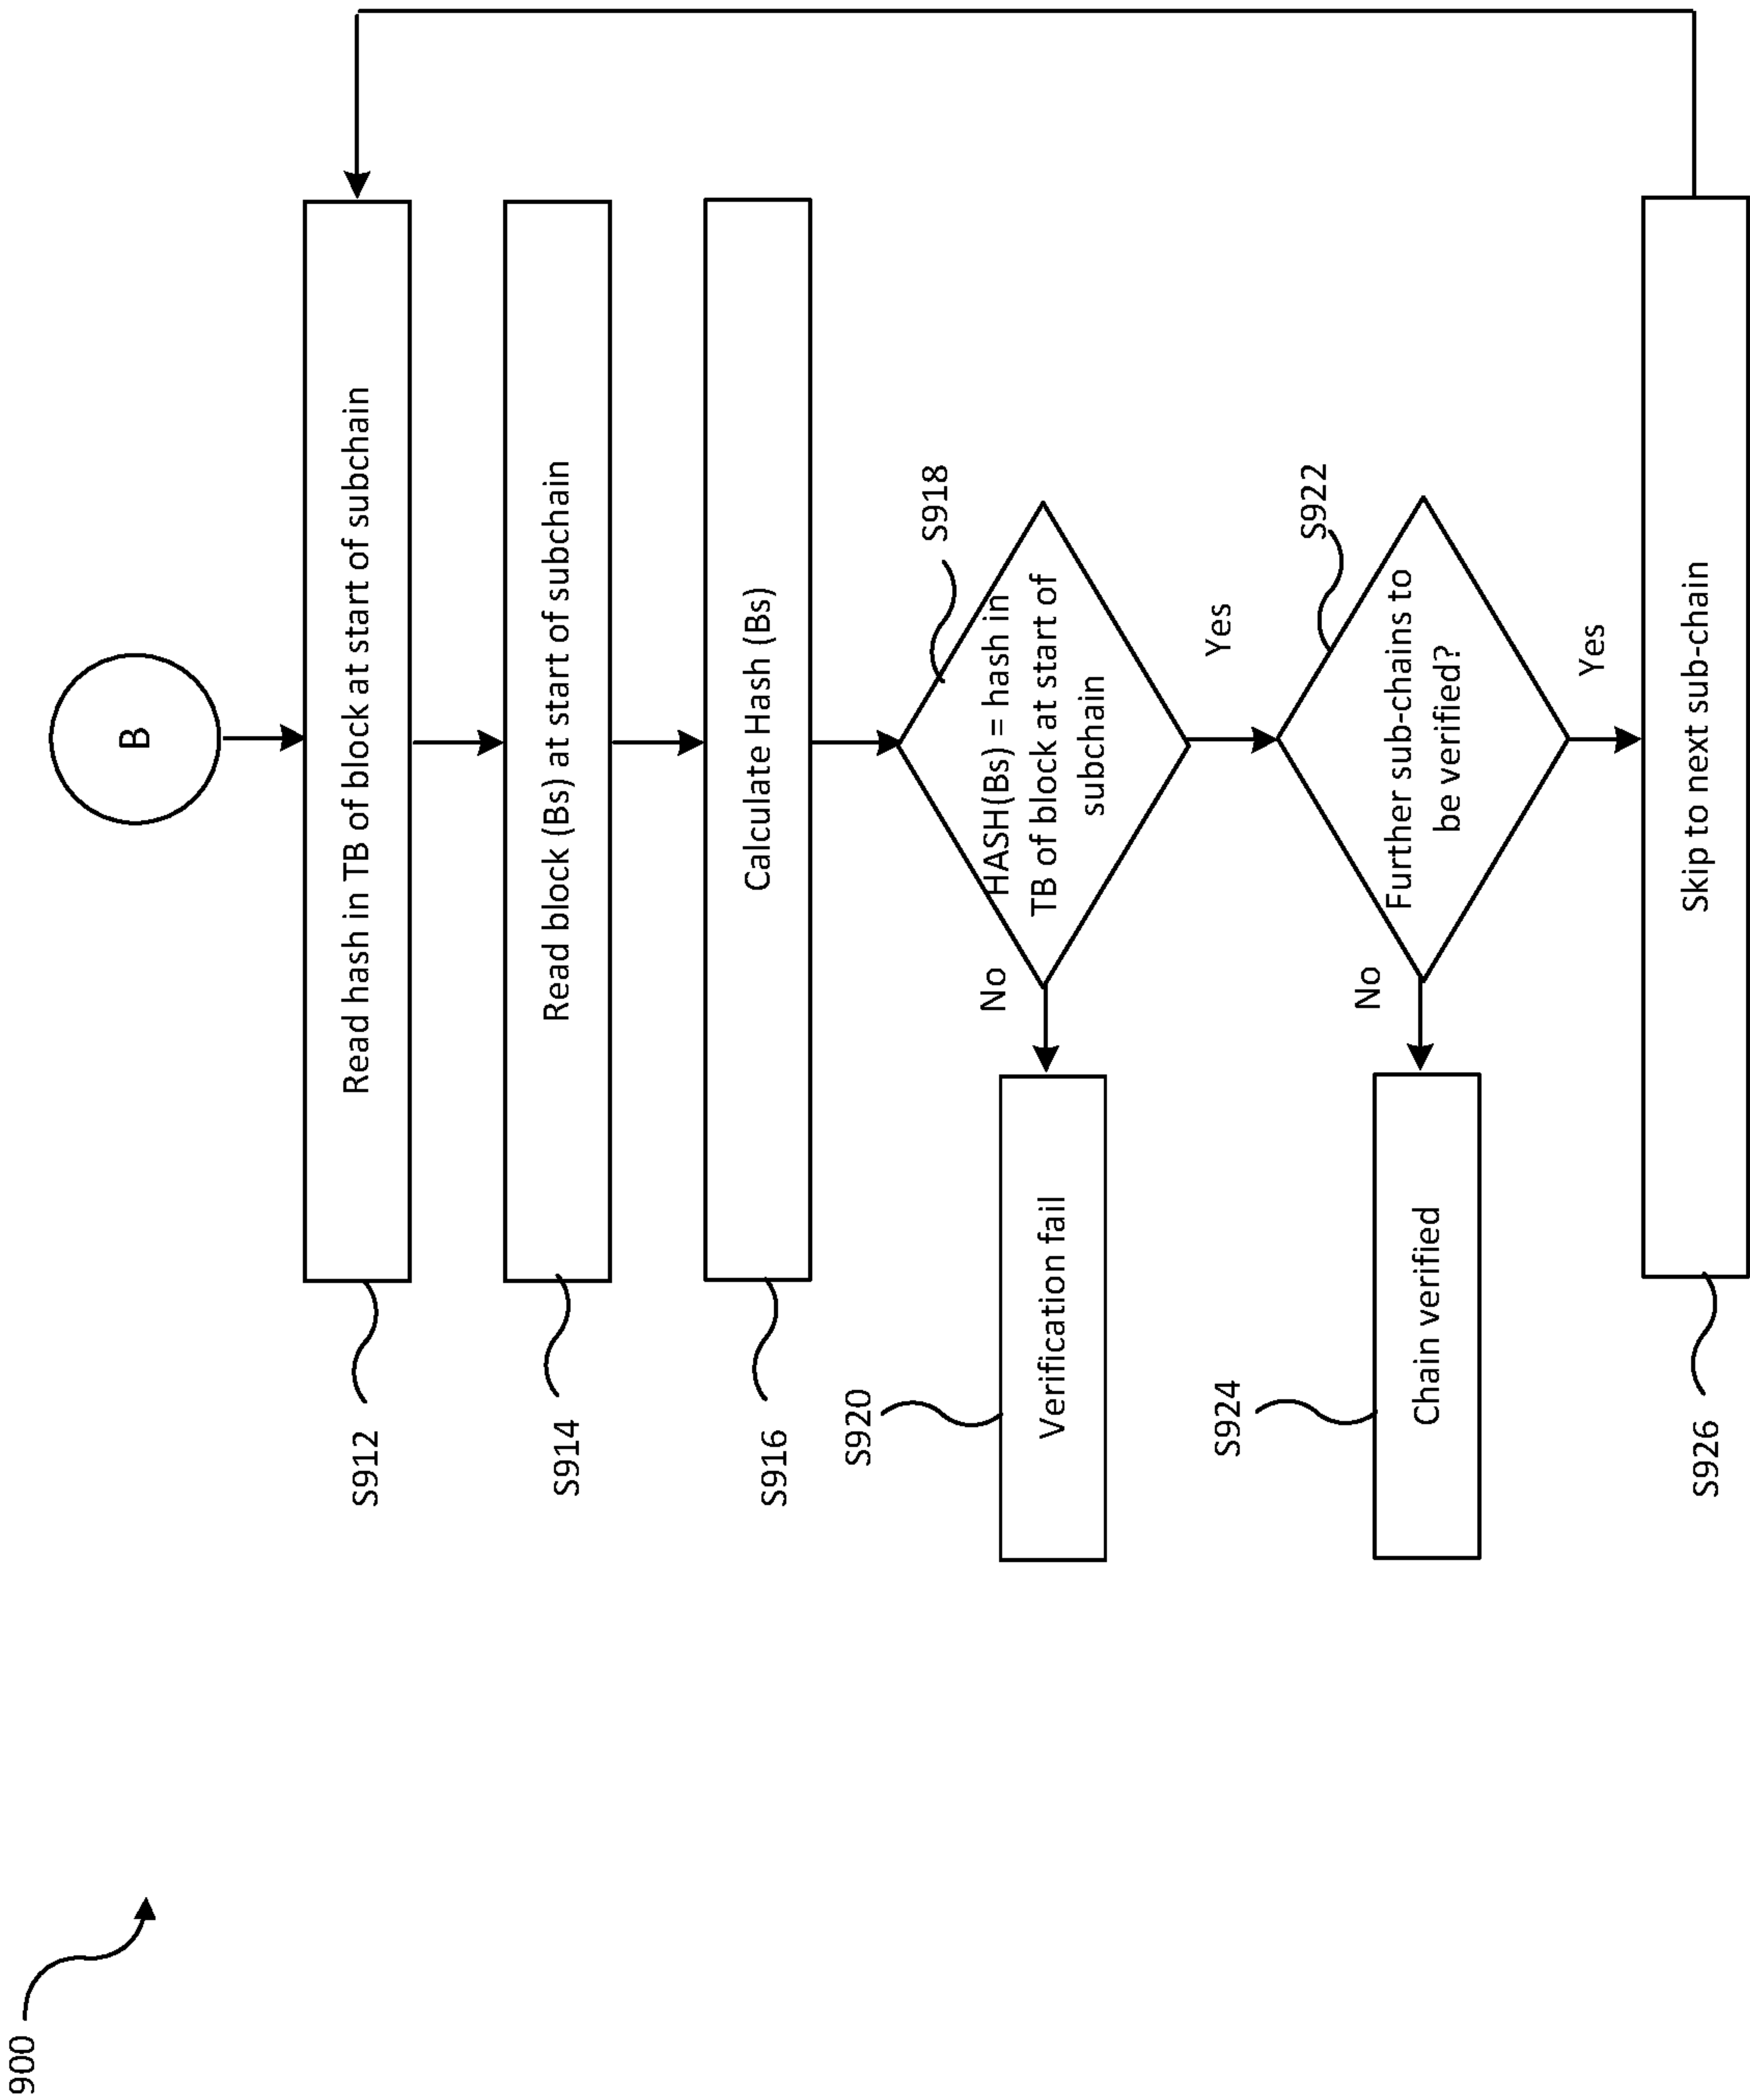 900
B
S912
Read hash in TB of block at start of subchain
S914
Read block (Bs) at start of subchain
S916
Calculate Hash (Bs)
S918
HASH(Bs) = hash in
TB of block at start of
subchain
No
Yes
S920
Verification fail
S922
Further sub-chains to
be verified?
No
Yes
S924
Chain verified
S926
Skip to next sub-chain